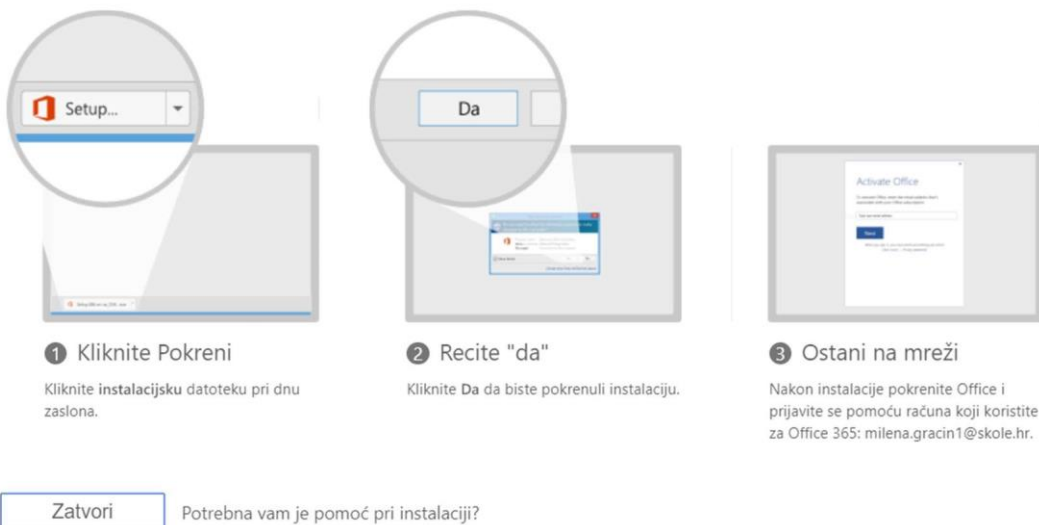 Setup...
Da
Activate Office
1 Kliknite Pokreni
Kliknite instalacijsku datoteku pri dnu
zaslona.
2 Recite "da"
Kliknite Da da biste pokrenuli instalaciju.
3 Ostani na mreži
Nakon instalacije pokrenite Office i
prijavite se pomoću računa koji koristite
za Office 365: milena.gracin1@skole.hr.
Zatvori
Potrebna vam je pomoć pri instalaciji?